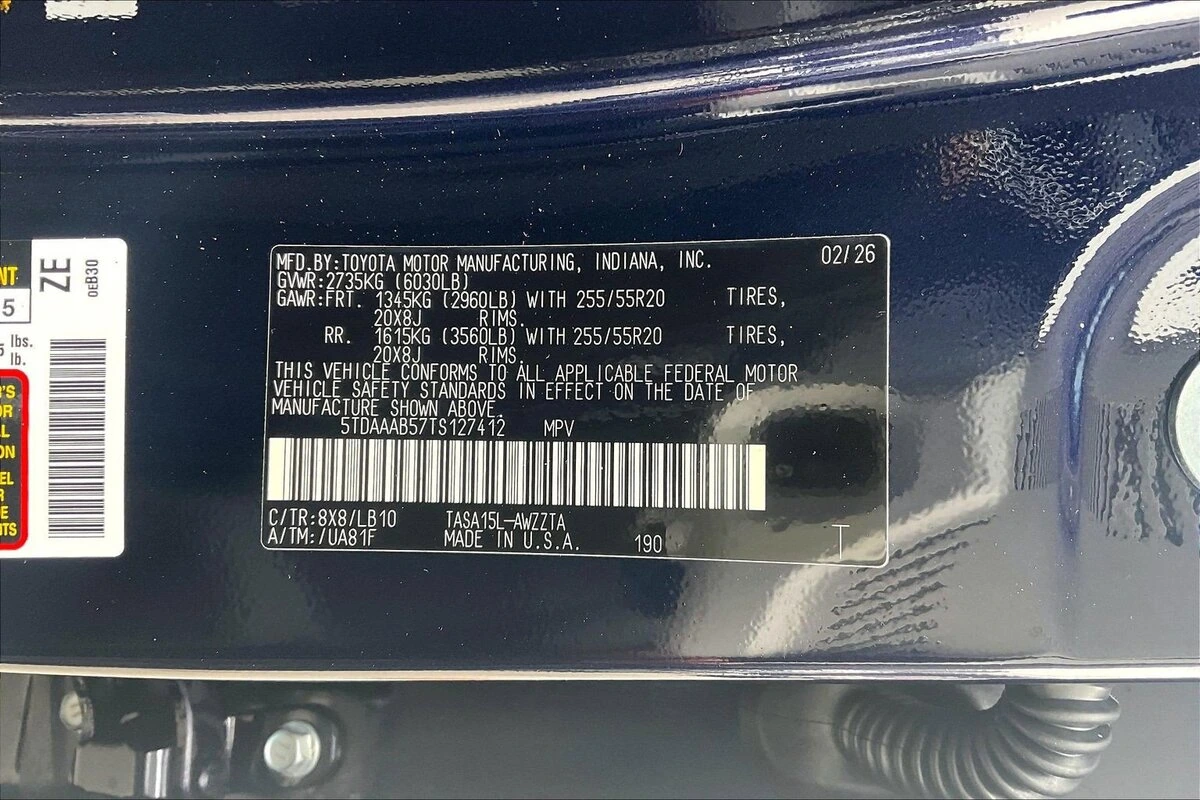 NT
5
lbs.
lb.
ZE
0EB30
MFD.BY:TOYOTA MOTOR MANUFACTURING, INDIANA, INC. 02/26
GVWR:2735KG (6030LB)
GAWR:FRT. 1345KG (2960LB) WITH 255/55R20 TIRES,
20X8J RIMS.
RR. 1615KG (3560LB) WITH 255/55R20 TIRES,
20X8J RIMS.
THIS VEHICLE CONFORMS TO ALL APPLICABLE FEDERAL MOTOR
VEHICLE SAFETY STANDARDS IN EFFECT ON THE DATE OF
MANUFACTURE SHOWN ABOVE.
5TDAAAB57TS127412 MPV
C/TR:8X8/LB10 TASA15L-AWZZTA
A/TM:/UA81F MADE IN U.S.A. 190 T